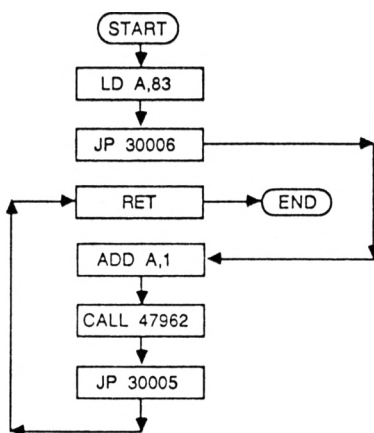 START
LD A,83
JP 30006
RET
END
ADD A,1
CALL 47962
JP 30005